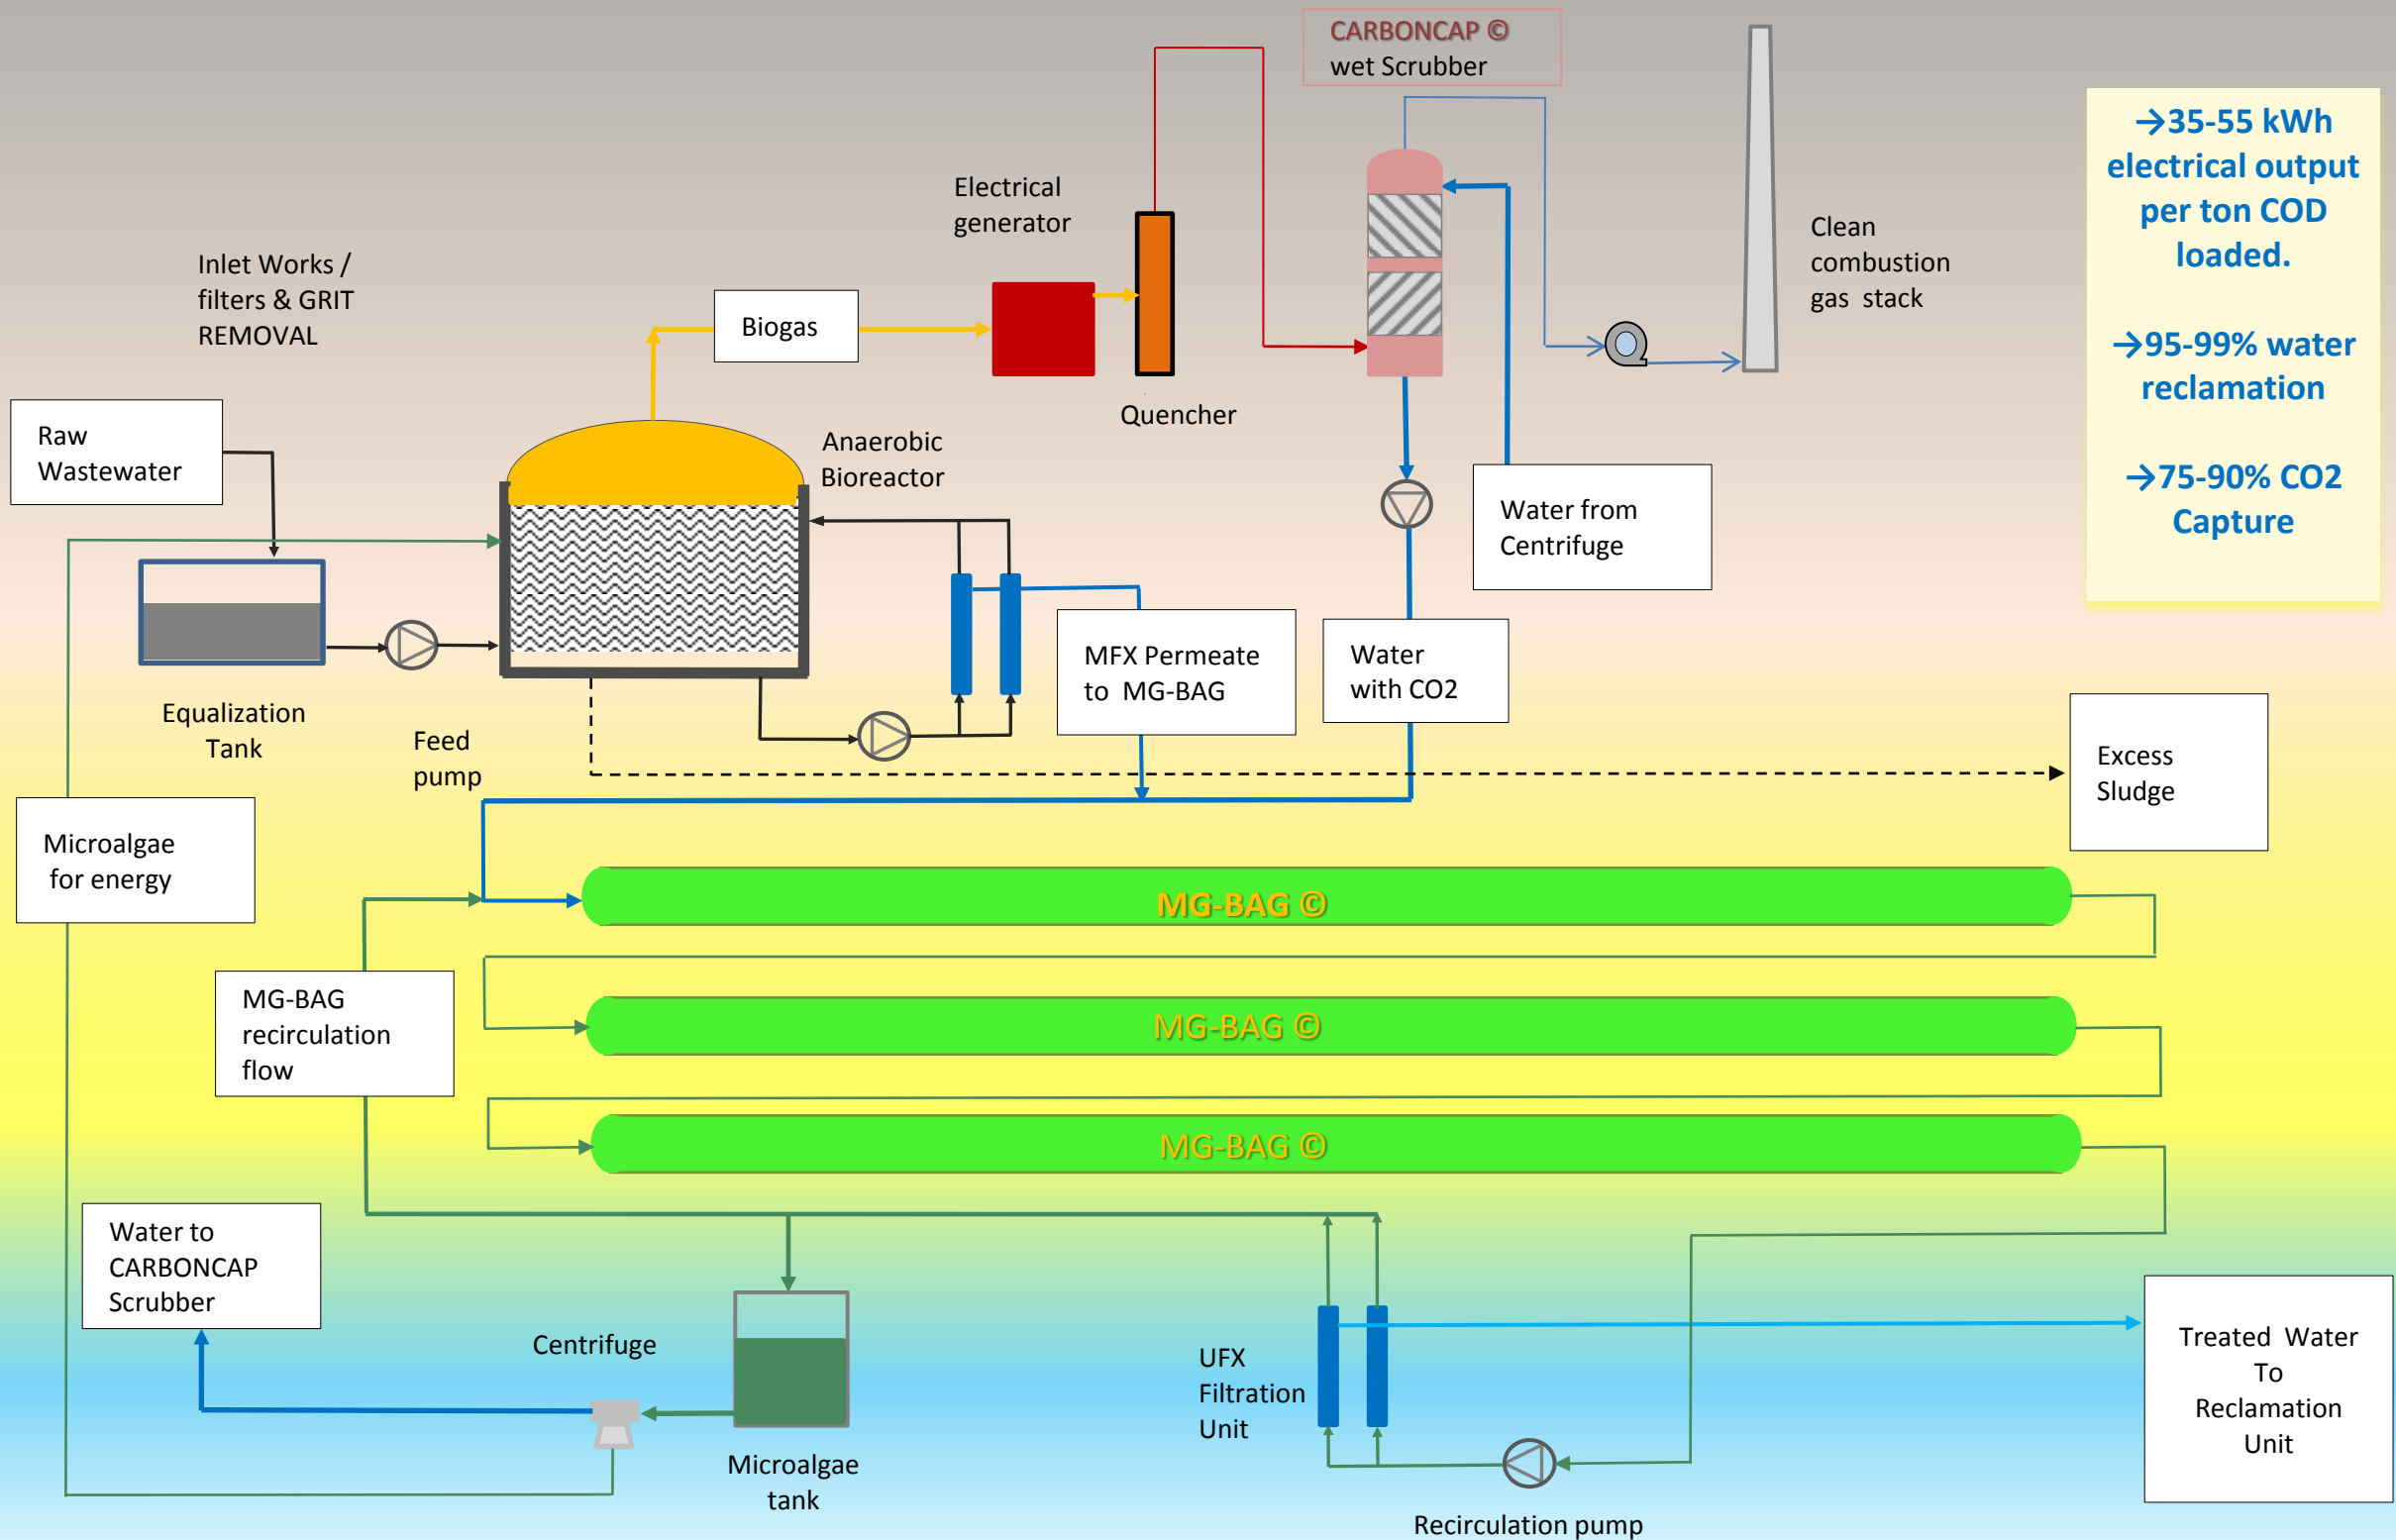 CARBONCAP ©
wet Scrubber
→35-55 kWh
electrical output
per ton COD
loaded.
→95-99% water
reclamation
→75-90% CO2
Capture
Electrical
generator
Clean
combustion
gas stack
Inlet Works /
filters & GRIT
REMOVAL
Biogas
Quencher
Raw
Wastewater
Anaerobic
Bioreactor
Water from
Centrifuge
MFX Permeate
to MG-BAG
Water
with CO2
Equalization
Tank
Feed
pump
Excess
Sludge
Microalgae
for energy
MG-BAG ©
MG-BAG
recirculation
flow
MG-BAG ©
MG-BAG ©
Water to
CARBONCAP
Scrubber
Centrifuge
UFX
Filtration
Unit
Treated Water
To
Reclamation
Unit
Microalgae
tank
Recirculation pump